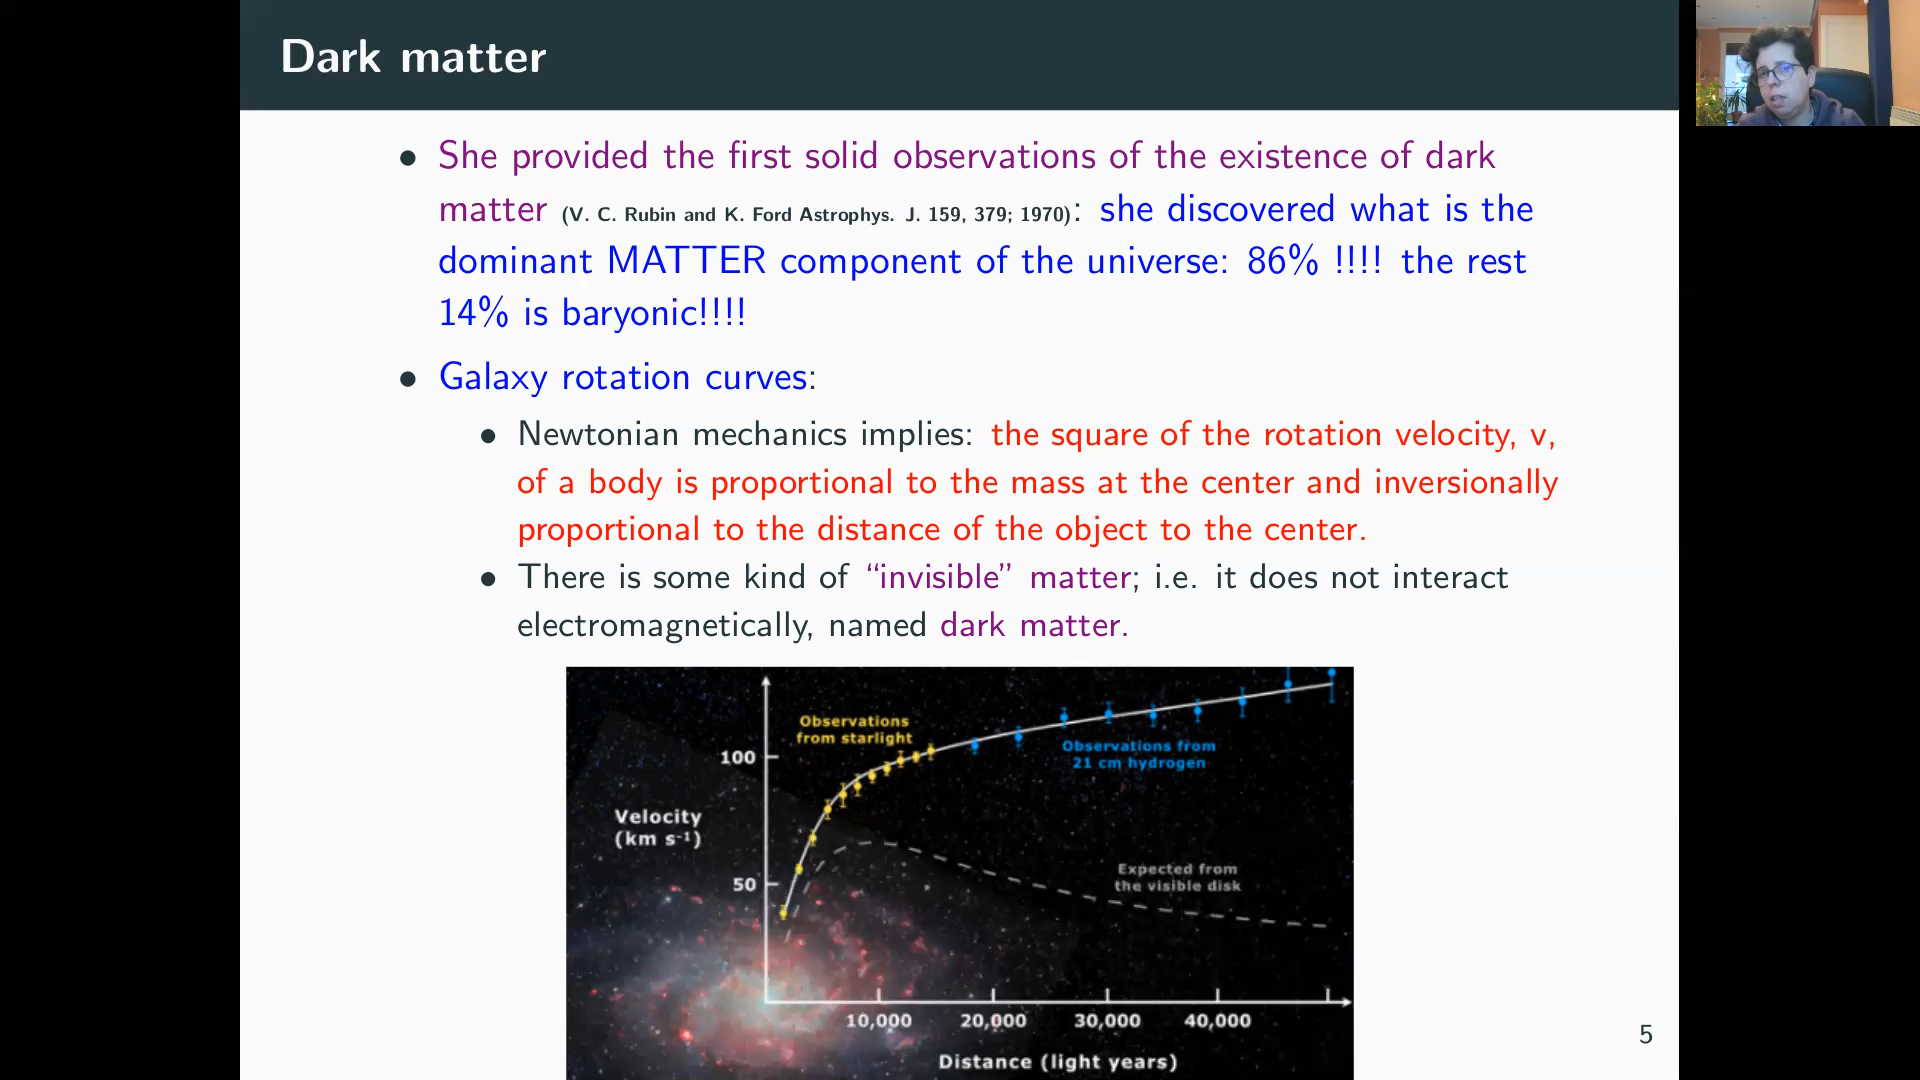 Dark matter
• She provided the first solid observations of the existence of dark
matter (V. C. Rubin and K. Ford Astrophys. J. 159, 379; 1970): she discovered what is the
dominant MATTER component of the universe: 86% !!!! the rest
14% is baryonic!!!!
• Galaxy rotation curves:
• Newtonian mechanics implies: the square of the rotation velocity, v,
of a body is proportional to the mass at the center and inversionally
proportional to the distance of the object to the center.
• There is some kind of “invisible” matter; i.e. it does not interact
electromagnetically, named dark matter.
Observations
from starlight
Observations from
21 cm hydrogen
100
Velocity
(km s⁻¹)
50
Expected from
the visible disk
10,000 20,000 30,000 40,000
Distance (light years)
5